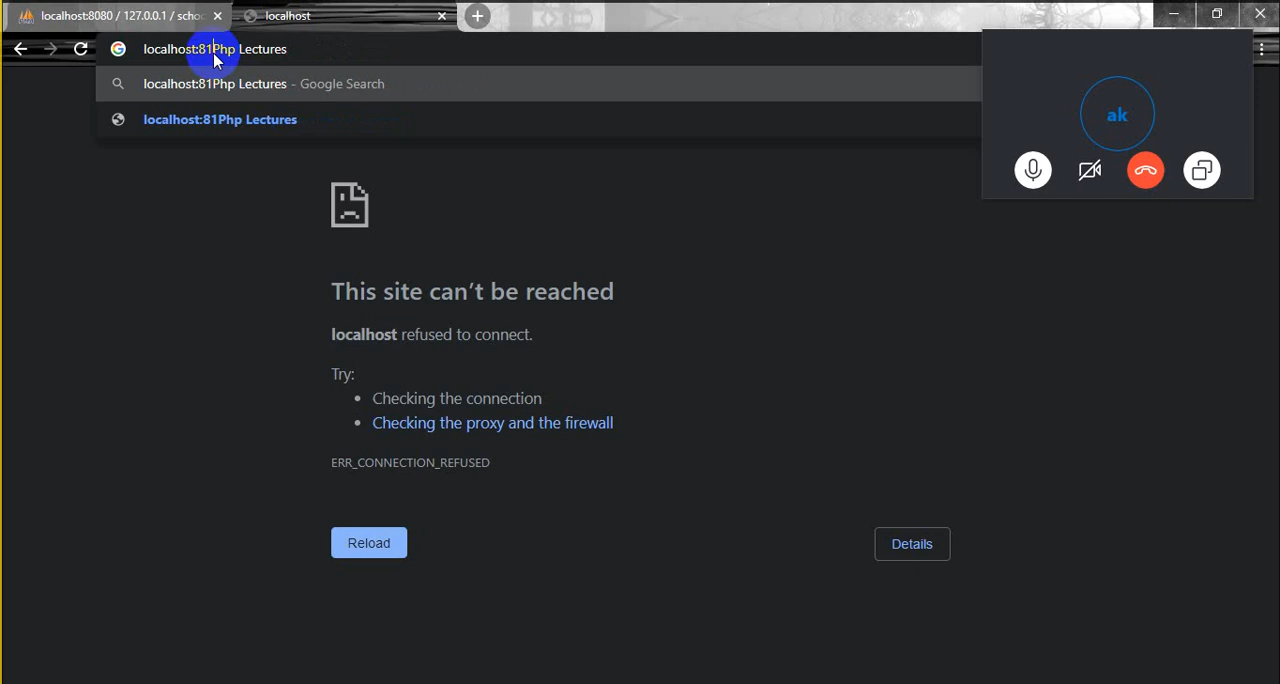 localhost:8080 / 127.0.0.1 / scho
localhost
localhost:81Php Lectures
localhost:81Php Lectures - Google Search
localhost:81Php Lectures
ak
This site can't be reached
localhost refused to connect.
Try:
• Checking the connection
• Checking the proxy and the firewall
ERR_CONNECTION_REFUSED
Reload
Details